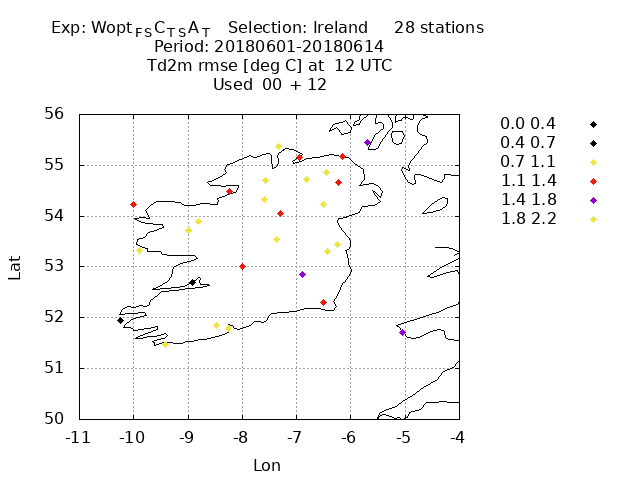 Exp: Wopt FS C TS A T Selection: Ireland 28 stations
Period: 20180601-20180614
Td2m rmse [deg C] at 12 UTC
Used 00 + 12
56
55
54
53
52
51
50
-11 -10 -9 -8 -7 -6 -5 -4
Lat
Lon
0.0 0.4
0.4 0.7
0.7 1.1
1.1 1.4
1.4 1.8
1.8 2.2